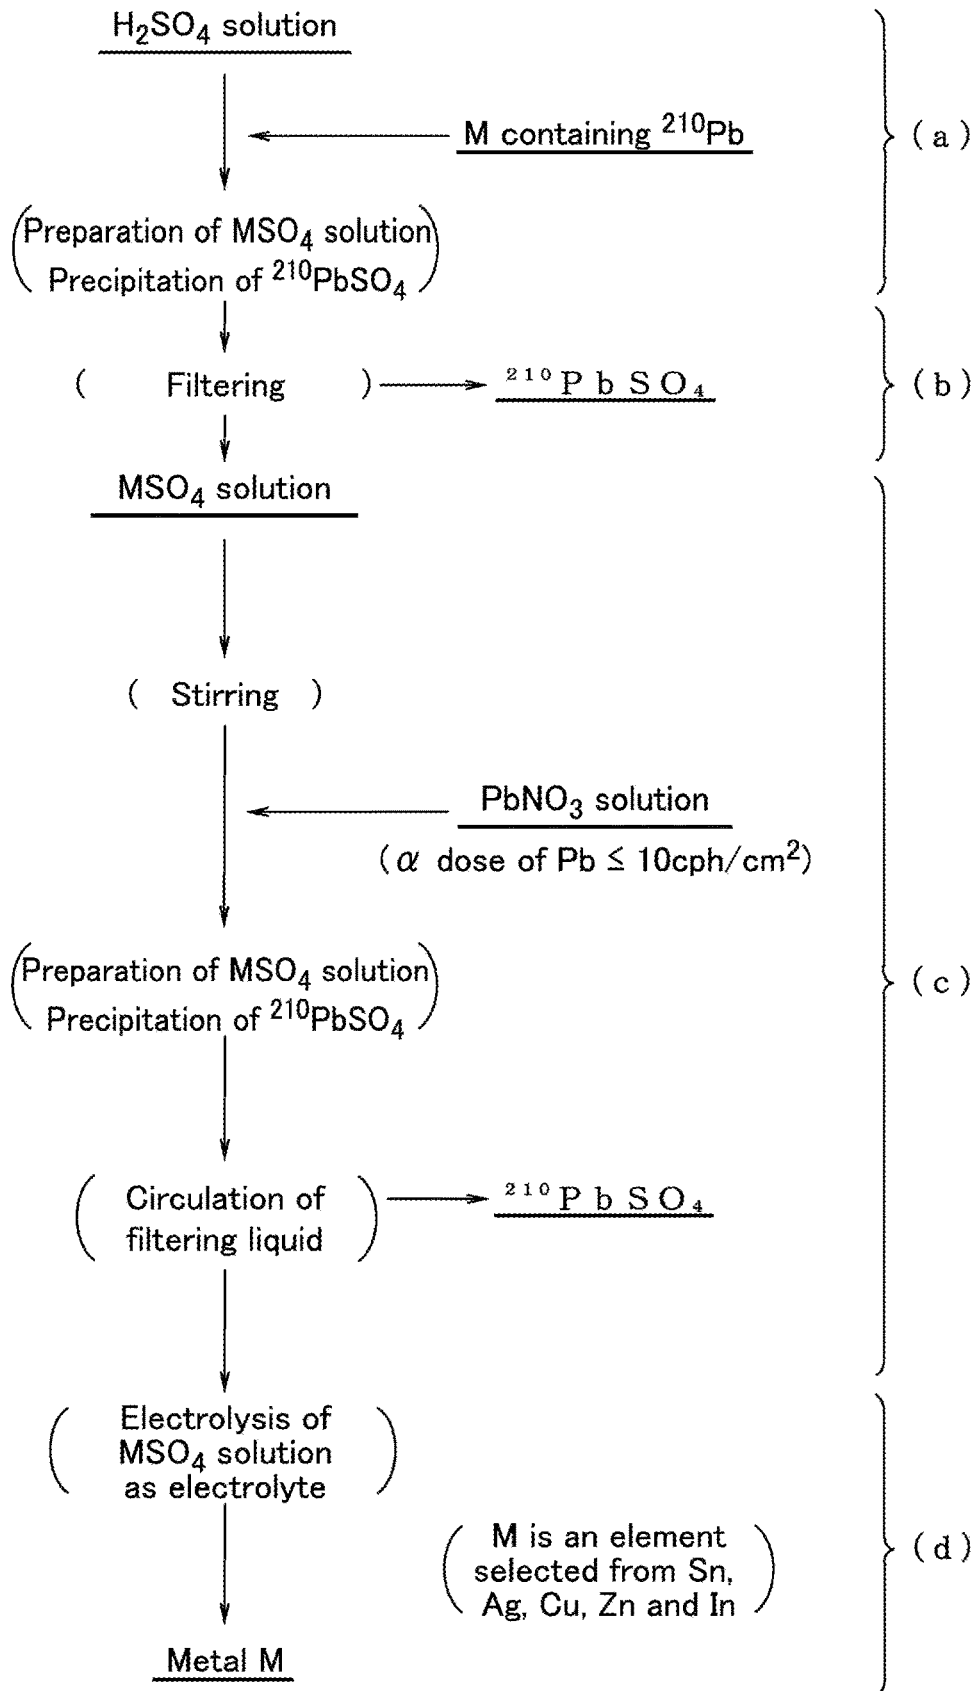 H₂SO₄ solution
M containing ²¹⁰Pb
(a)
(Preparation of MSO₄ solution
Precipitation of ²¹⁰PbSO₄)
( Filtering )
²¹⁰PbSO₄
(b)
MSO₄ solution
( Stirring )
PbNO₃ solution
(α dose of Pb ≤ 10cph/cm²)
(Preparation of MSO₄ solution
Precipitation of ²¹⁰PbSO₄)
(c)
(Circulation of
filtering liquid)
²¹⁰PbSO₄
(Electrolysis of
MSO₄ solution
as electrolyte)
(M is an element
selected from Sn,
Ag, Cu, Zn and In)
(d)
Metal M